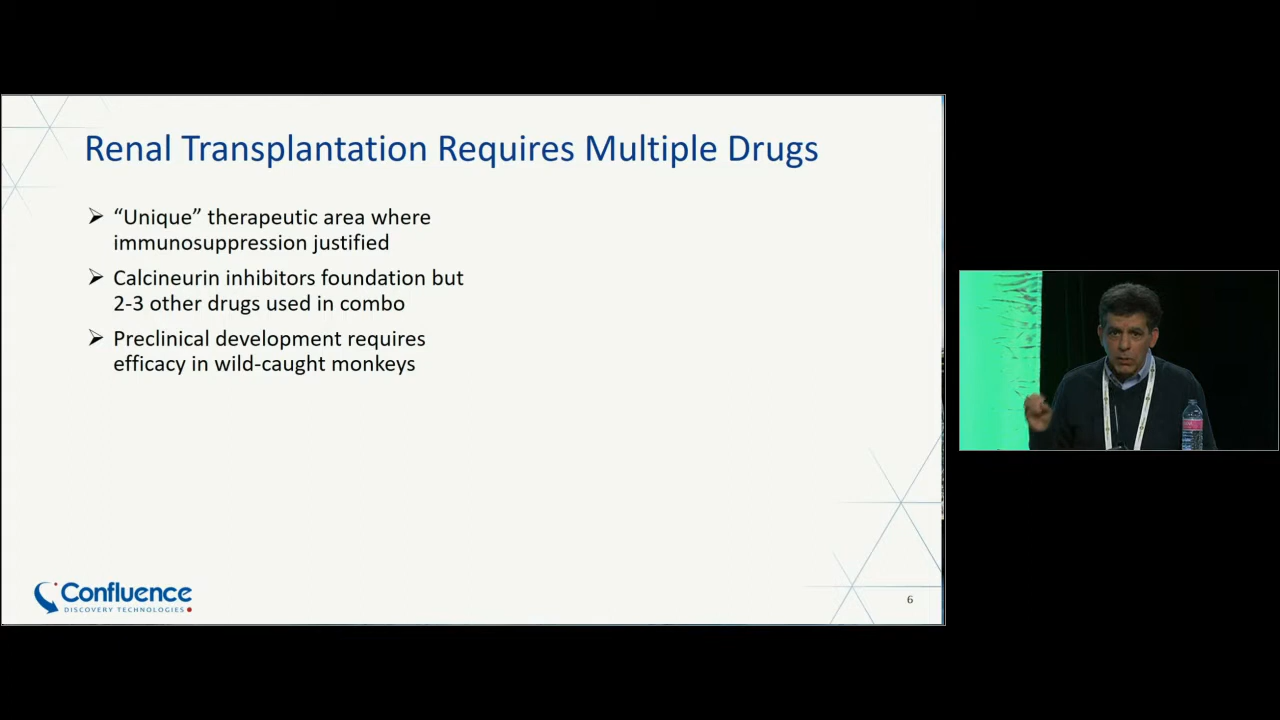 Renal Transplantation Requires Multiple Drugs
➢ “Unique” therapeutic area where
immunosuppression justified
➢ Calcineurin inhibitors foundation but
2-3 other drugs used in combo
➢ Preclinical development requires
efficacy in wild-caught monkeys
Confluence
DISCOVERY TECHNOLOGIES
6